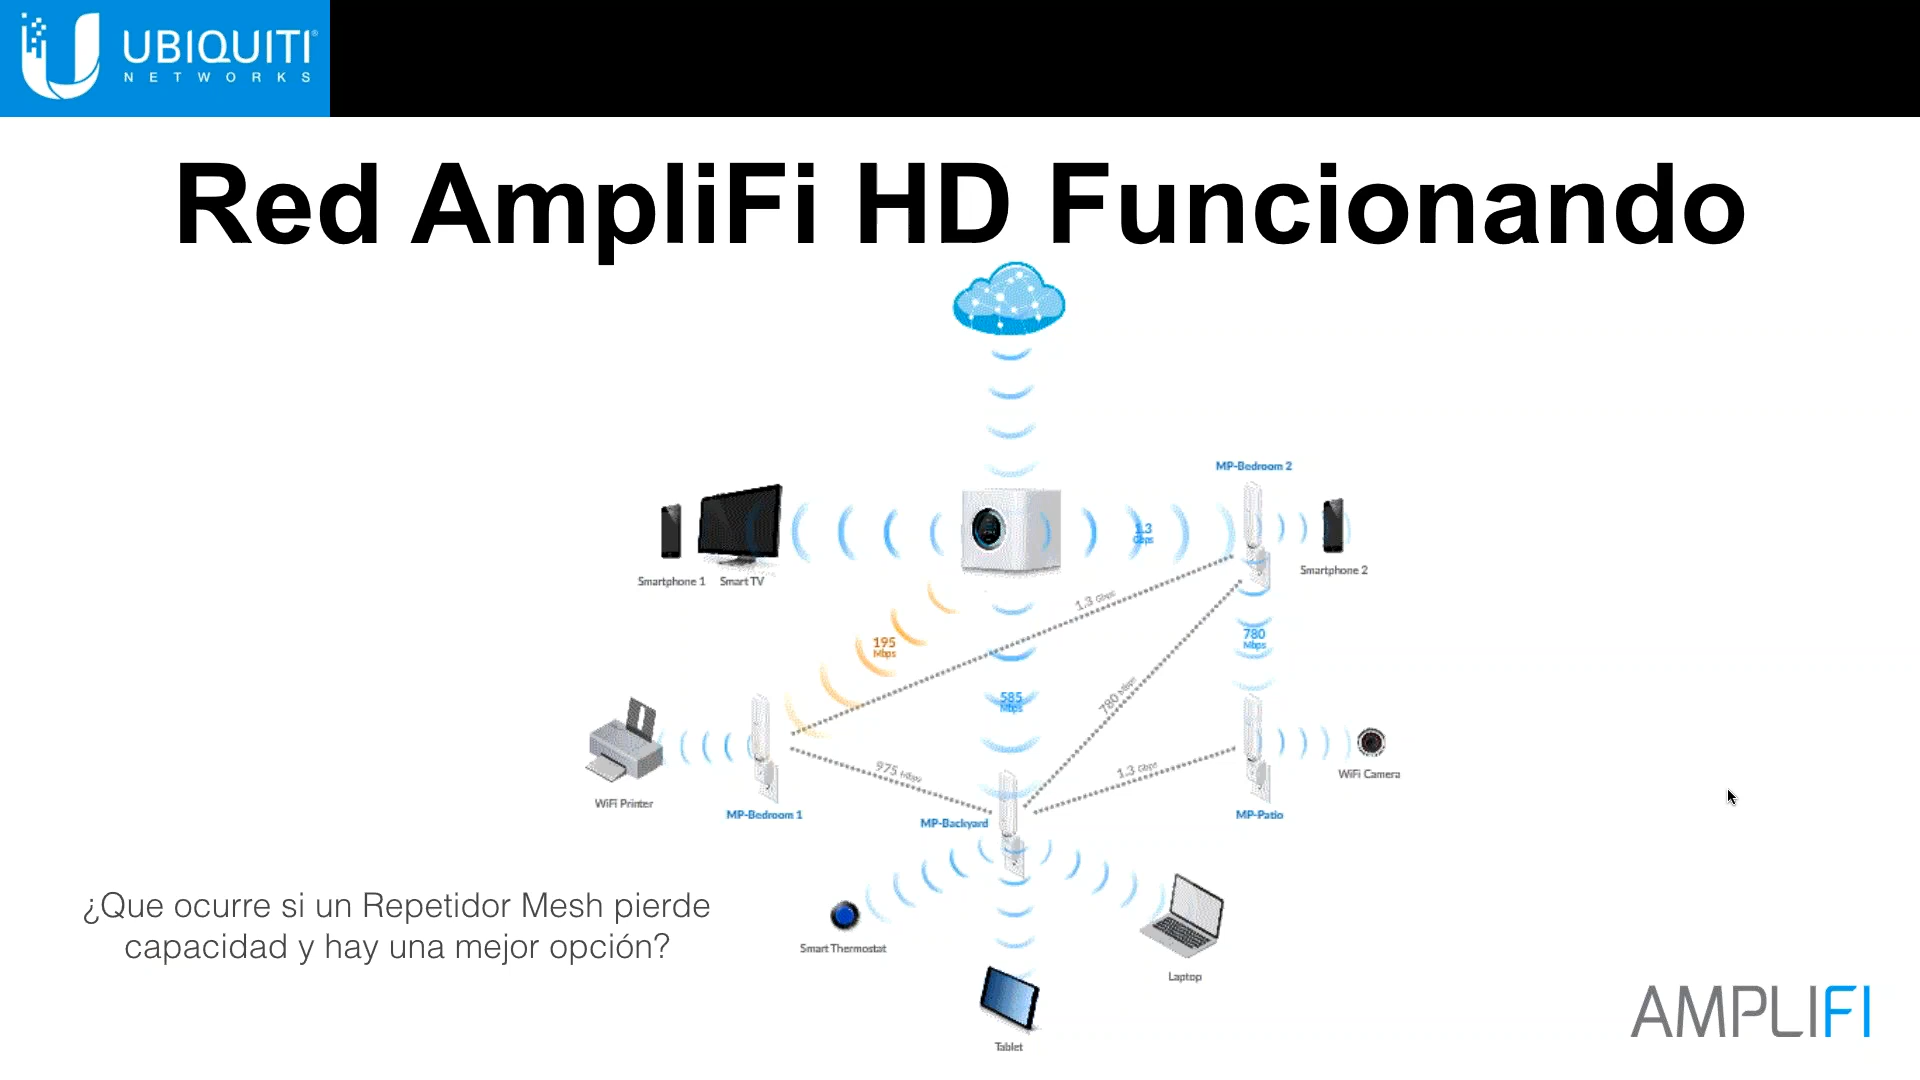 UBIQUITI®
NETWORKS
Red AmpliFi HD Funcionando
MP-Bedroom 2
1.3
Gbps
Smartphone 1
Smart TV
Smartphone 2
1.3 Gbps
195
Mbps
780
Mbps
585
Mbps
780 Mbps
975 Mbps
1.3 Gbps
WiFi Camera
WiFi Printer
MP-Bedroom 1
MP-Backyard
MP-Patio
¿Que ocurre si un Repetidor Mesh pierde
capacidad y hay una mejor opción?
Smart Thermostat
Laptop
Tablet
AMPLIFI